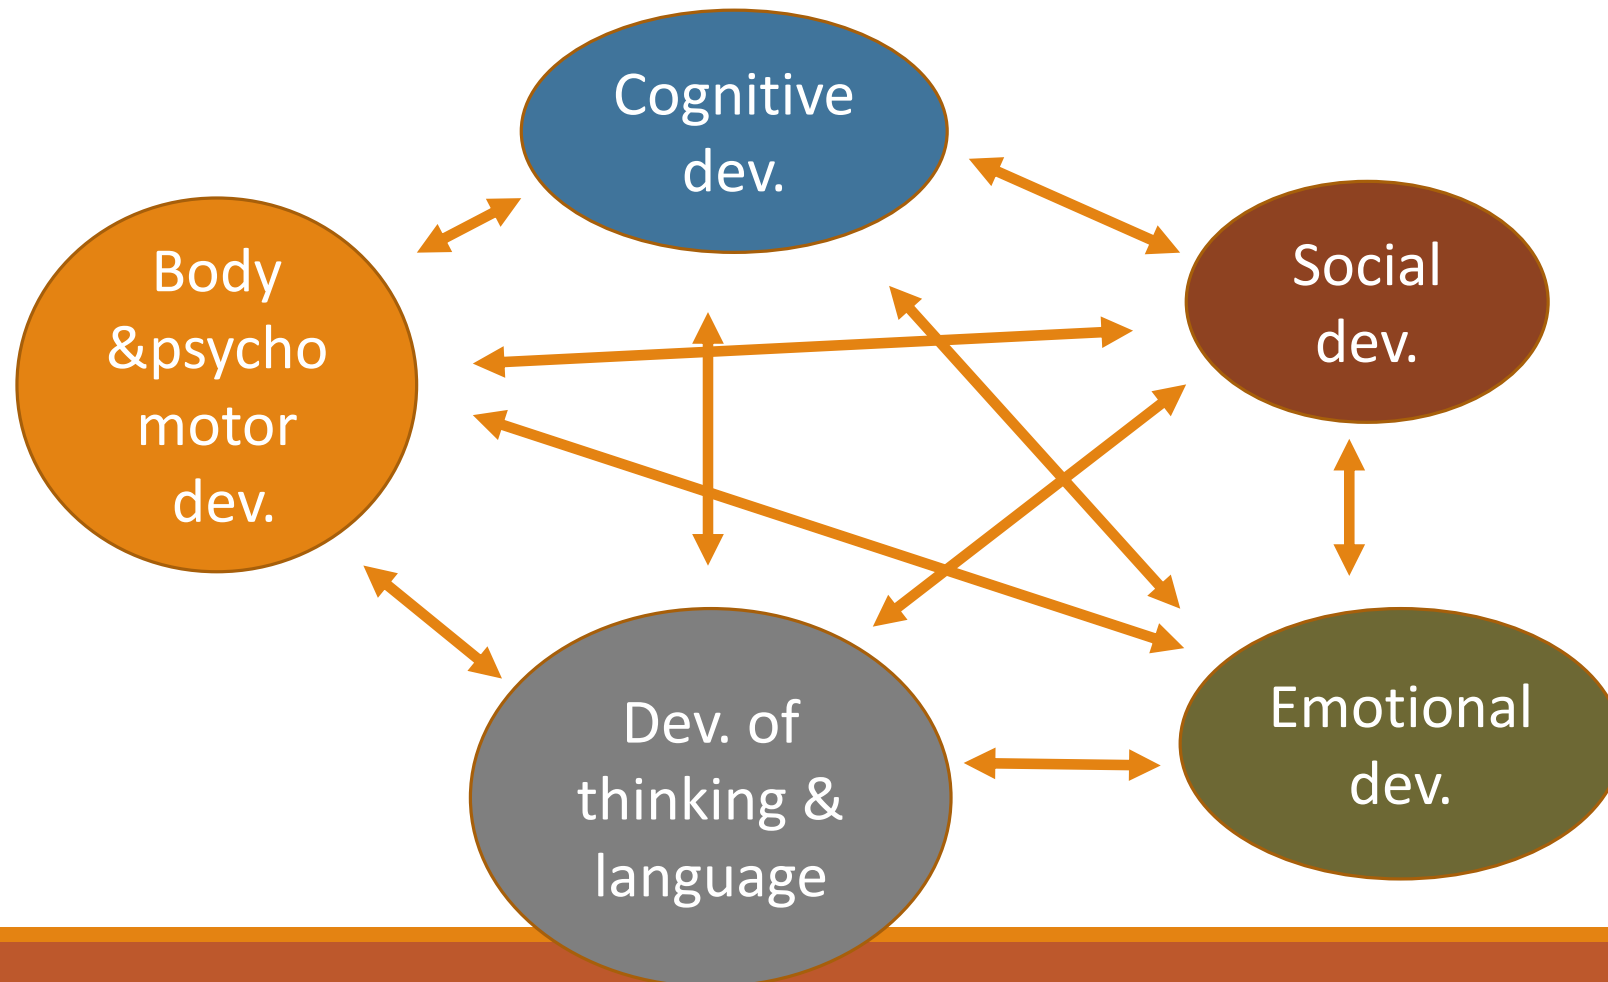 Cognitive
dev.
Body
&psycho
motor
dev.
Social
dev.
Dev. of
thinking &
language
Emotional
dev.